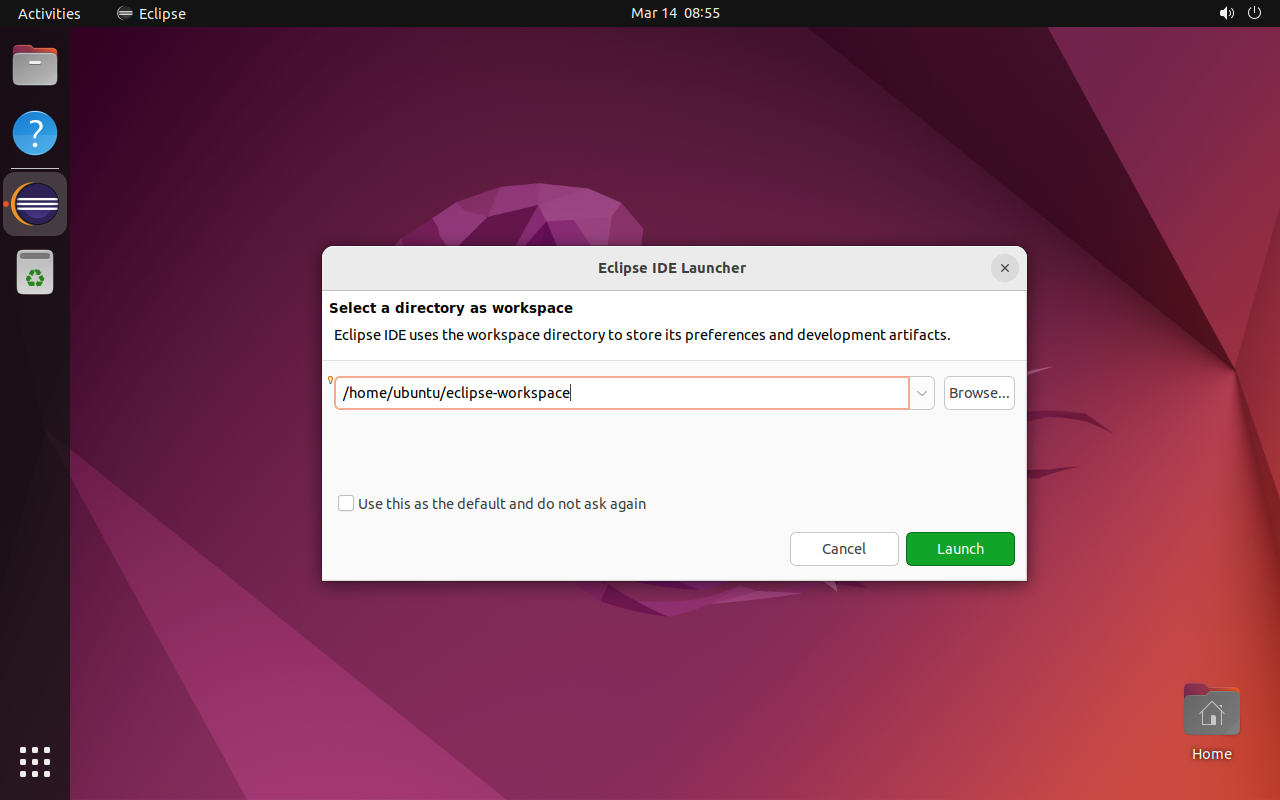 Activities
Eclipse
Mar 14 08:55
Eclipse IDE Launcher
Select a directory as workspace
Eclipse IDE uses the workspace directory to store its preferences and development artifacts.
/home/ubuntu/eclipse-workspace
Browse...
Use this as the default and do not ask again
Cancel
Launch
Home